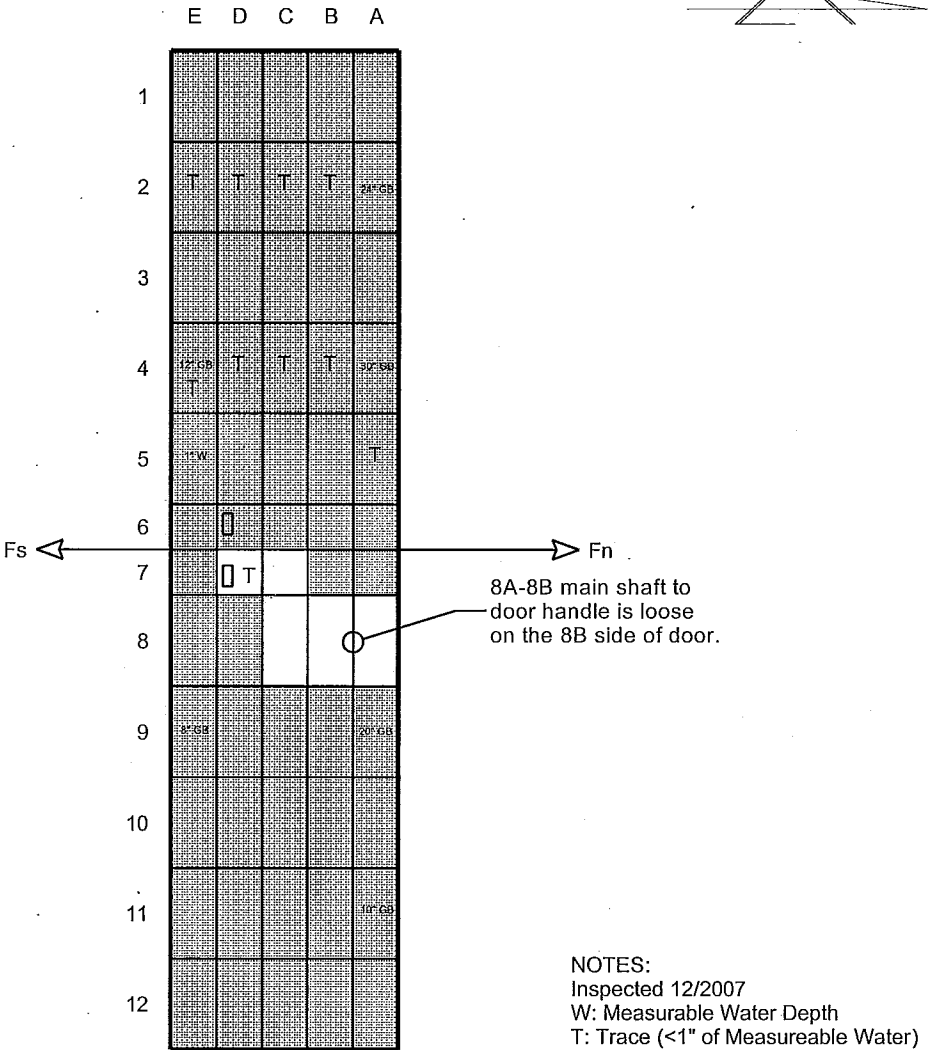 E D C B A
1
2 T T T T 24" GB
3
4 12" GB T T T 30" GB
T
5 1" W T
6
Fs Fn
7 T
8A-8B main shaft to
door handle is loose
8 on the 8B side of door.
9 8" GB 20" GB
10
11 10" GB
12
NOTES:
Inspected 12/2007
W: Measurable Water Depth
T: Trace (<1" of Measureable Water)